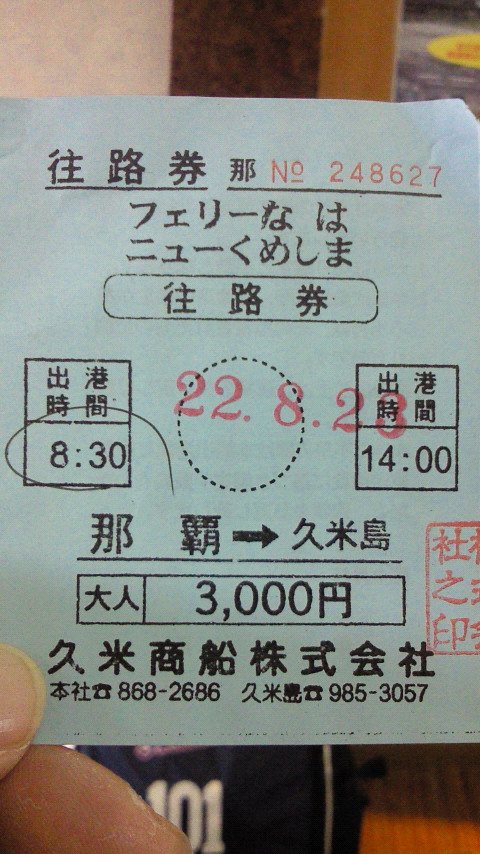 往路券 那 No 248627
フェリーなは
ニューくめしま
往路券
22.8.23
出港時間
8:30
出港時間
14:00
那覇➡久米島
大人 3,000円
久米商船株式会社
本社☎868-2686 久米島☎985-3057
社之印
101